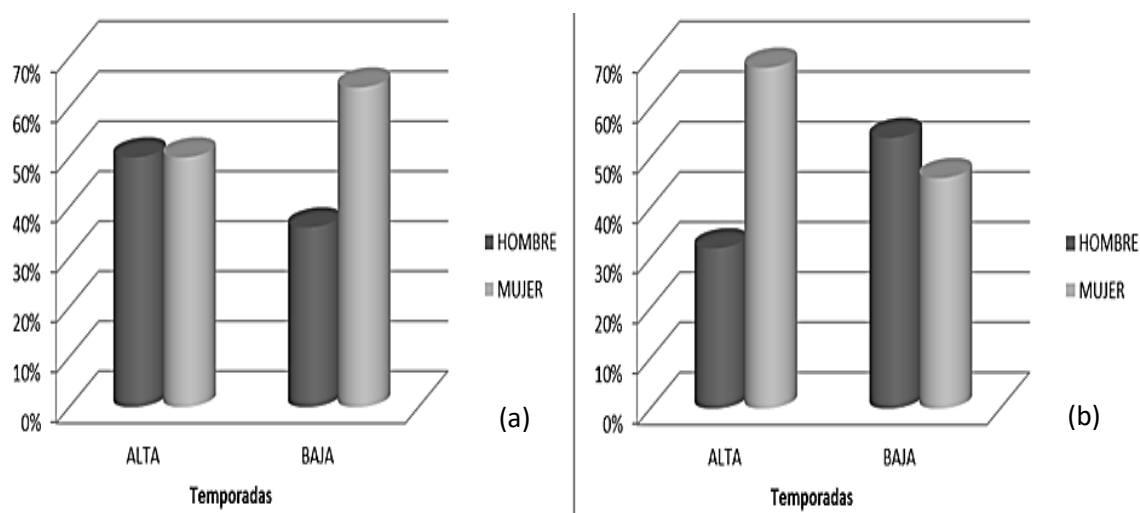 70%
60%
50%
40%
30%
20%
10%
0%
ALTA
BAJA
Temporadas
HOMBRE
MUJER
(a)
70%
60%
50%
40%
30%
20%
10%
0%
ALTA
BAJA
Temporadas
HOMBRE
MUJER
(b)